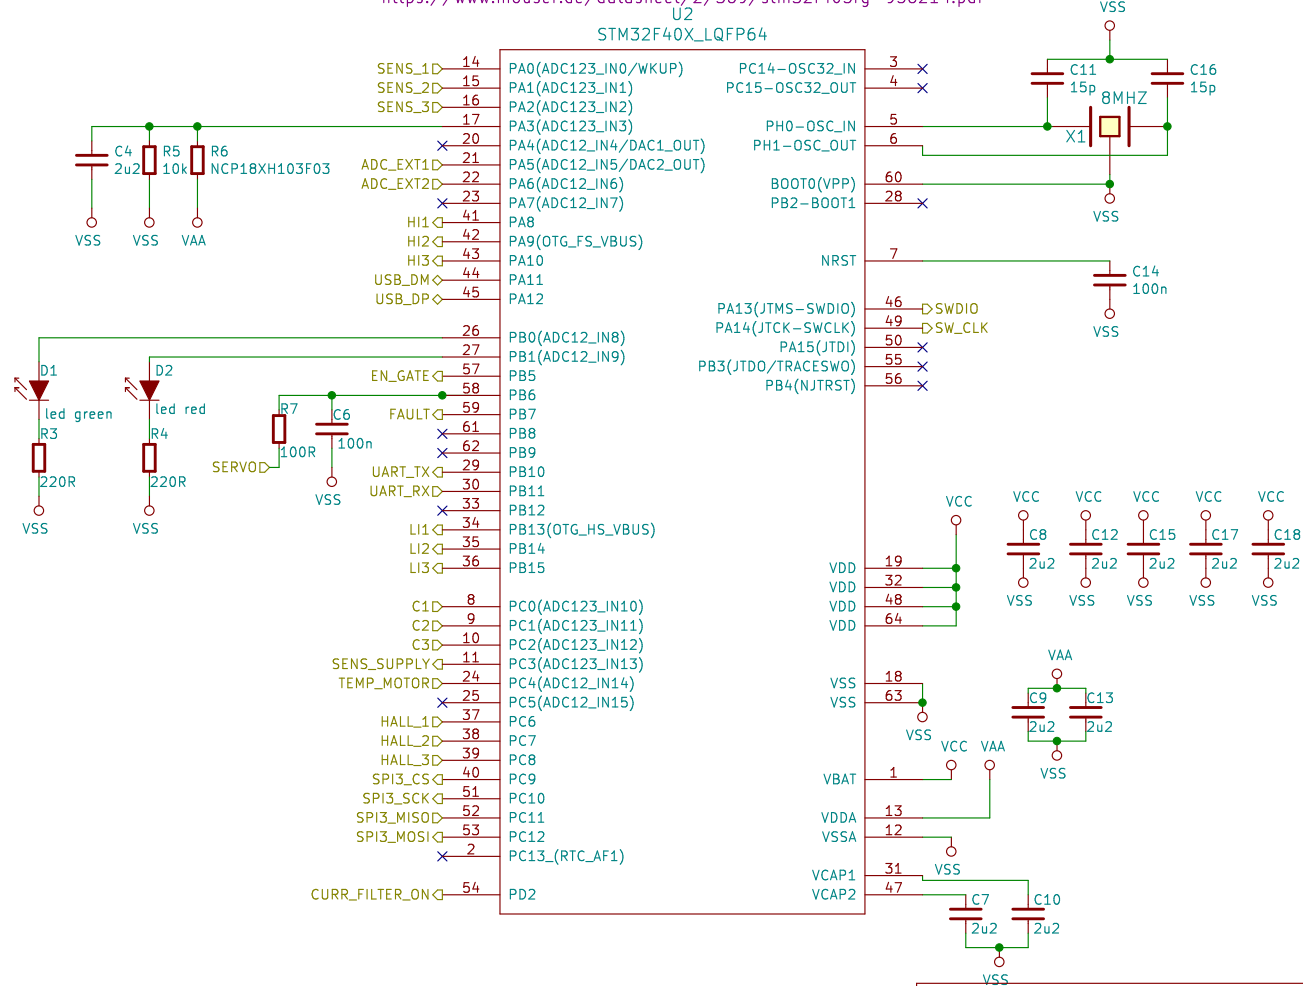 U2
STM32F40X_LQFP64
SENS_1 14 PA0(ADC123_IN0/WKUP)
SENS_2 15 PA1(ADC123_IN1)
SENS_3 16 PA2(ADC123_IN2)
17 PA3(ADC123_IN3)
20 PA4(ADC12_IN4/DAC1_OUT)
ADC_EXT1 21 PA5(ADC12_IN5/DAC2_OUT)
ADC_EXT2 22 PA6(ADC12_IN6)
23 PA7(ADC12_IN7)
HI1 41 PA8
HI2 42 PA9(OTG_FS_VBUS)
HI3 43 PA10
USB_DM 44 PA11
USB_DP 45 PA12
26 PB0(ADC12_IN8)
27 PB1(ADC12_IN9)
EN_GATE 57 PB5
58 PB6
FAULT 59 PB7
61 PB8
62 PB9
UART_TX 29 PB10
UART_RX 30 PB11
33 PB12
LI1 34 PB13(OTG_HS_VBUS)
LI2 35 PB14
LI3 36 PB15
C1 8 PC0(ADC123_IN10)
C2 9 PC1(ADC123_IN11)
C3 10 PC2(ADC123_IN12)
SENS_SUPPLY 11 PC3(ADC123_IN13)
TEMP_MOTOR 24 PC4(ADC12_IN14)
25 PC5(ADC12_IN15)
HALL_1 37 PC6
HALL_2 38 PC7
HALL_3 39 PC8
SPI3_CS 40 PC9
SPI3_SCK 51 PC10
SPI3_MISO 52 PC11
SPI3_MOSI 53 PC12
2 PC13_(RTC_AF1)
CURR_FILTER_ON 54 PD2
C4
2u2
VSS
R5
10k
VSS
R6
NCP18XH103F03
VAA
D1
led green
R3
220R
VSS
D2
led red
R4
220R
VSS
R7
100R
SERVO
C6
100n
VSS
PC14-OSC32_IN 3
PC15-OSC32_OUT 4
PH0-OSC_IN 5
PH1-OSC_OUT 6
BOOT0(VPP) 60
PB2-BOOT1 28
NRST 7
PA13(JTMS-SWDIO) 46 SWDIO
PA14(JTCK-SWCLK) 49 SW_CLK
PA15(JTDI) 50
PB3(JTDO/TRACESWO) 55
PB4(NJTRST) 56
VDD 19
VDD 32
VDD 48
VDD 64
VSS 18
VSS 63
VBAT 1
VDDA 13
VSSA 12
VCAP1 31
VCAP2 47
VSS
C11
15p
C16
15p
8MHZ
X1
VSS
C14
100n
VSS
VCC
VCC
C8
2u2
VSS
VCC
C12
2u2
VSS
VCC
C15
2u2
VSS
VCC
C17
2u2
VSS
VCC
C18
2u2
VSS
VAA
C9
2u2
C13
2u2
VSS
VSS
VCC
VAA
VSS
C7
2u2
C10
2u2
VSS